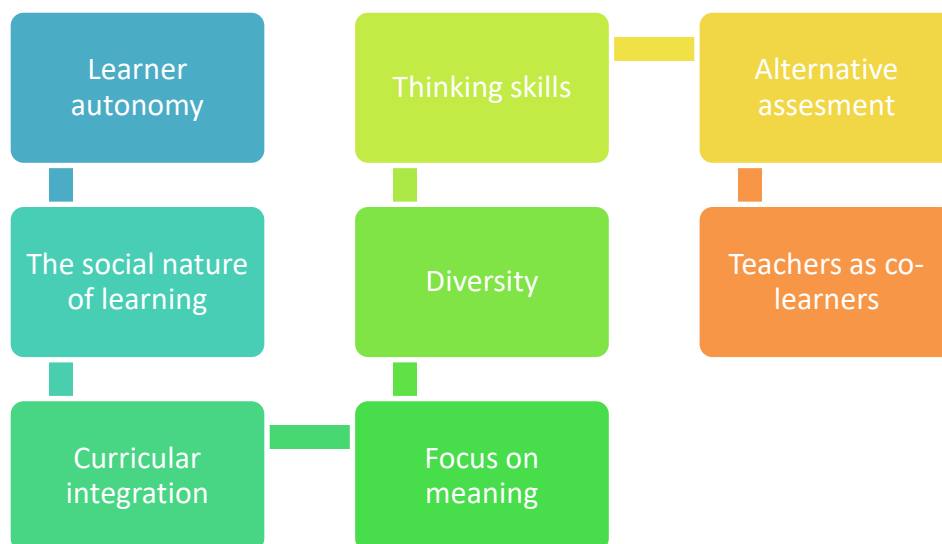 Learner
autonomy
The social nature
of learning
Curricular
integration
Focus on
meaning
Diversity
Thinking skills
Alternative
assesment
Teachers as co-
learners